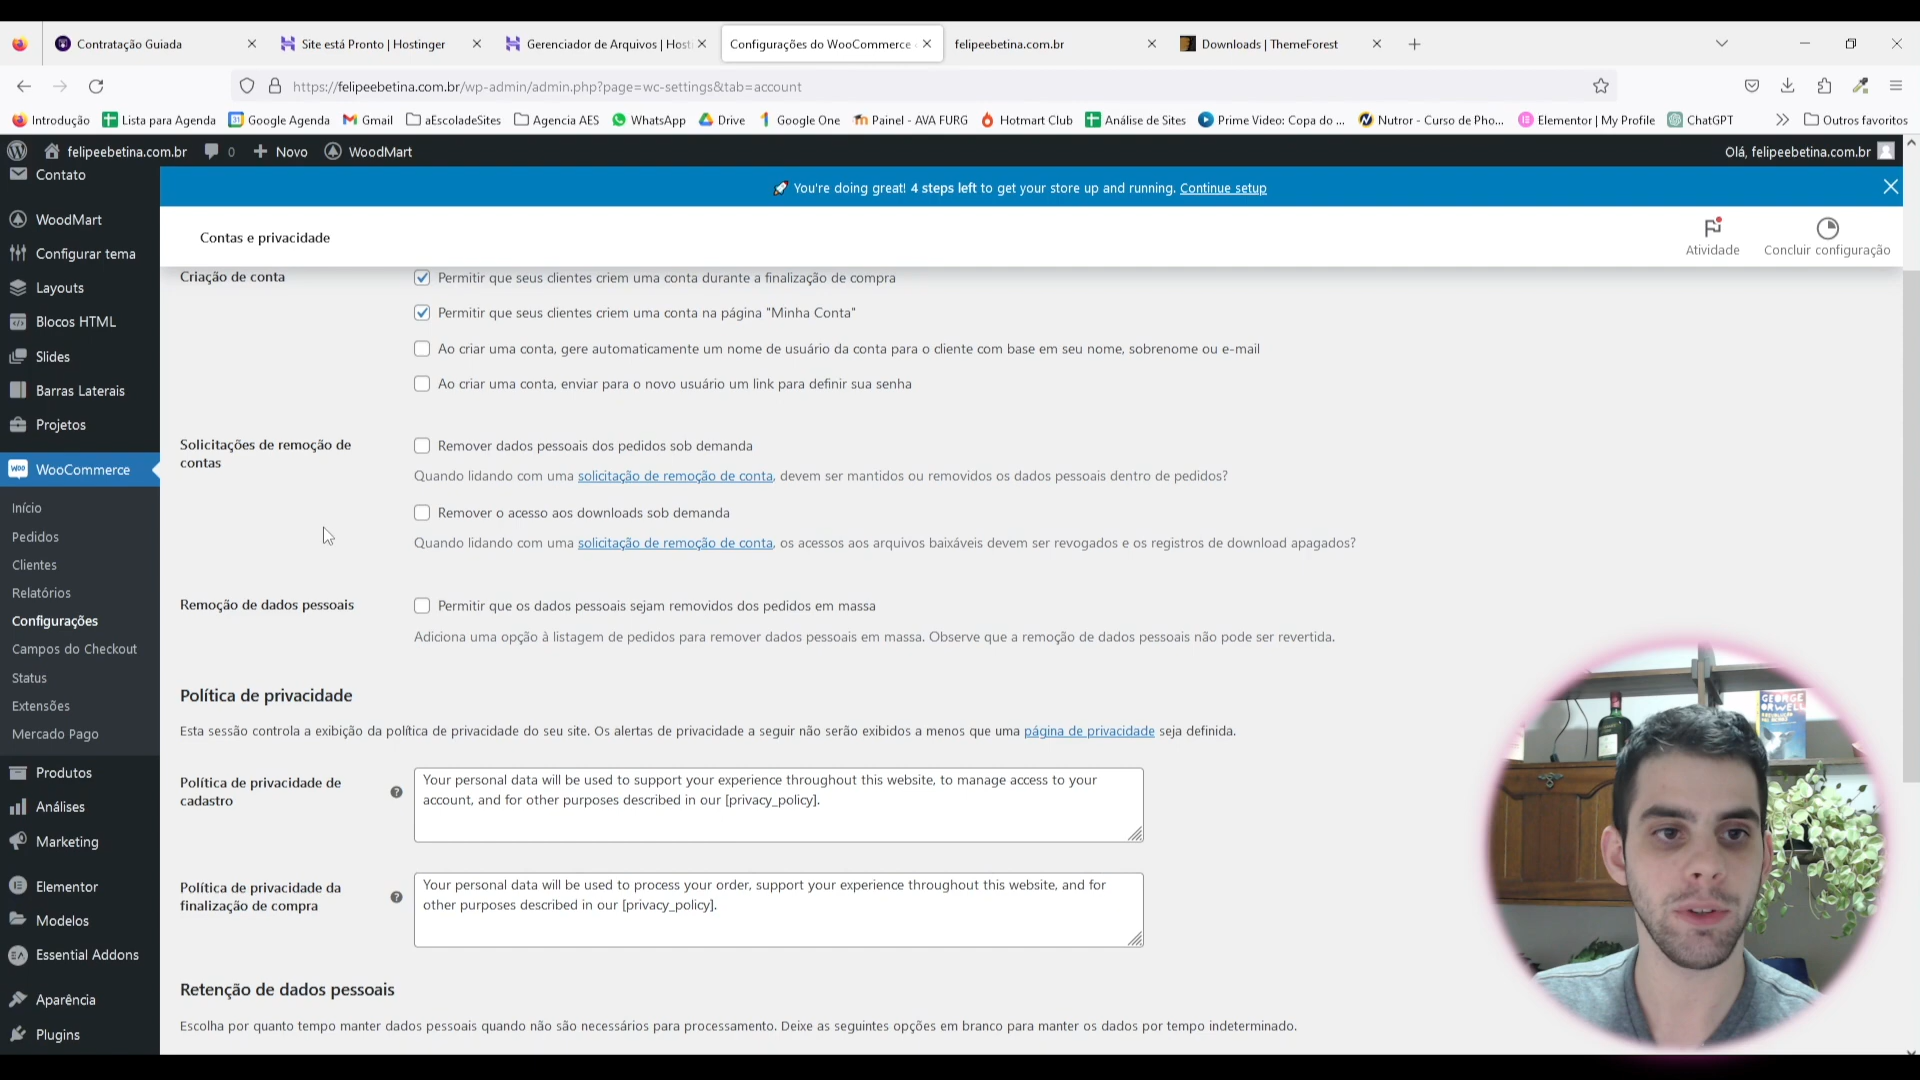 Contratação Guiada
Site está Pronto | Hostinger
Gerenciador de Arquivos | Host
Configurações do WooCommerce
felipeebetina.com.br
Downloads | ThemeForest
https://felipeebetina.com.br/wp-admin/admin.php?page=wc-settings&tab=account
Introdução
Lista para Agenda
Google Agenda
Gmail
aEscoladeSites
Agencia AES
WhatsApp
Drive
Google One
Painel - AVA FURG
Hotmart Club
Análise de Sites
Prime Video: Copa do ...
Nutror - Curso de Pho...
Elementor | My Profile
ChatGPT
Outros favoritos
felipeebetina.com.br
0
Novo
WoodMart
Olá, felipeebetina.com.br
Contato
WoodMart
Configurar tema
Layouts
Blocos HTML
Slides
Barras Laterais
Projetos
WooCommerce
Início
Pedidos
Clientes
Relatórios
Configurações
Campos do Checkout
Status
Extensões
Mercado Pago
Produtos
Análises
Marketing
Elementor
Modelos
Essential Addons
Aparência
Plugins
You're doing great! 4 steps left to get your store up and running. Continue setup
Contas e privacidade
Atividade
Concluir configuração
Criação de conta
Permitir que seus clientes criem uma conta durante a finalização de compra
Permitir que seus clientes criem uma conta na página "Minha Conta"
Ao criar uma conta, gere automaticamente um nome de usuário da conta para o cliente com base em seu nome, sobrenome ou e-mail
Ao criar uma conta, enviar para o novo usuário um link para definir sua senha
Solicitações de remoção de
contas
Remover dados pessoais dos pedidos sob demanda
Quando lidando com uma solicitação de remoção de conta, devem ser mantidos ou removidos os dados pessoais dentro de pedidos?
Remover o acesso aos downloads sob demanda
Quando lidando com uma solicitação de remoção de conta, os acessos aos arquivos baixáveis devem ser revogados e os registros de download apagados?
Remoção de dados pessoais
Permitir que os dados pessoais sejam removidos dos pedidos em massa
Adiciona uma opção à listagem de pedidos para remover dados pessoais em massa. Observe que a remoção de dados pessoais não pode ser revertida.
Política de privacidade
Esta sessão controla a exibição da política de privacidade do seu site. Os alertas de privacidade a seguir não serão exibidos a menos que uma página de privacidade seja definida.
Política de privacidade de
cadastro
Your personal data will be used to support your experience throughout this website, to manage access to your
account, and for other purposes described in our [privacy_policy].
Política de privacidade da
finalização de compra
Your personal data will be used to process your order, support your experience throughout this website, and for
other purposes described in our [privacy_policy].
Retenção de dados pessoais
Escolha por quanto tempo manter dados pessoais quando não são necessários para processamento. Deixe as seguintes opções em branco para manter os dados por tempo indeterminado.
GEORGE
ORWELL